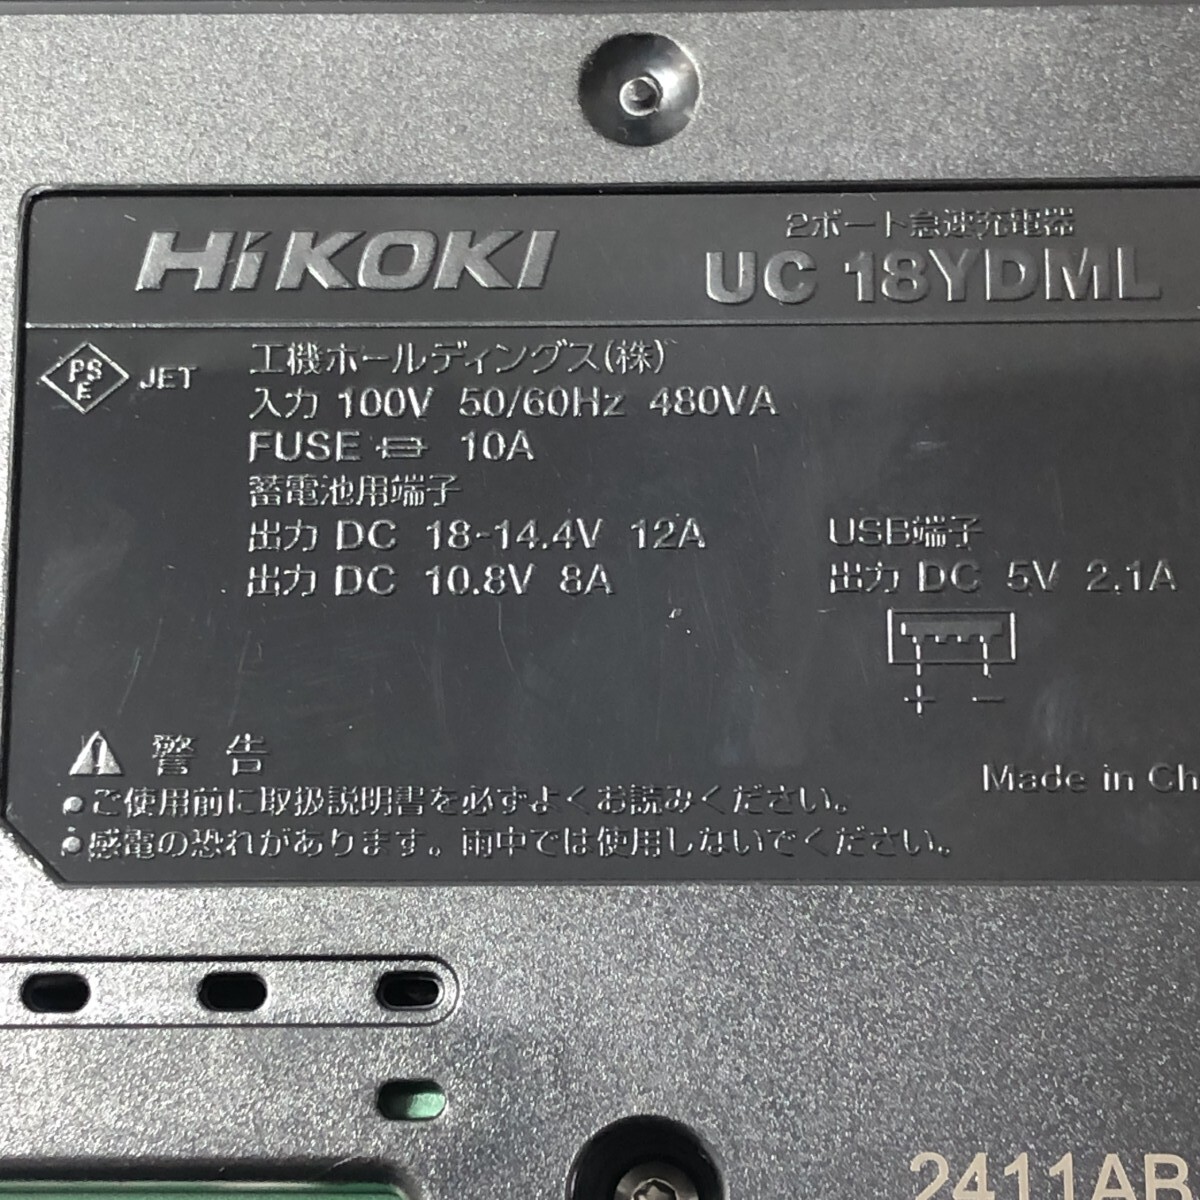 HiKOKI
2ポート急速充電器
UC 18YDML
PS
E
JET
工機ホールディングス(株)
入力 100V 50/60Hz 480VA
FUSE 10A
蓄電池用端子
出力 DC 18-14.4V 12A
出力 DC 10.8V 8A
USB端子
出力 DC 5V 2.1A
+ −
警告
Made in Ch
●ご使用前に取扱説明書を必ずよくお読みください。
●感電の恐れがあります。雨中では使用しないでください。
2411AB